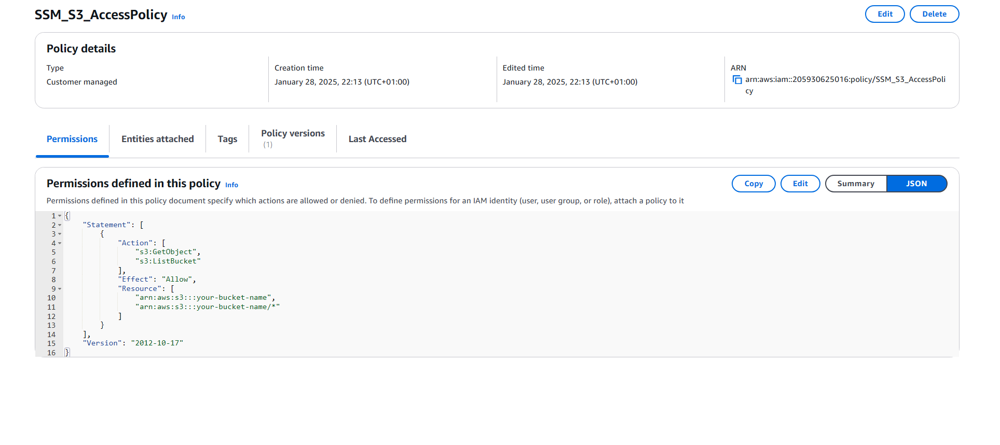 SSM_S3_AccessPolicy Info
Edit
Delete
Policy details
Type
Customer managed
Creation time
January 28, 2025, 22:13 (UTC+01:00)
Edited time
January 28, 2025, 22:13 (UTC+01:00)
ARN
arn:aws:iam::205930625016:policy/SSM_S3_AccessPoli
cy
Permissions
Entities attached
Tags
Policy versions
(1)
Last Accessed
Permissions defined in this policy Info
Copy
Edit
Summary
JSON
Permissions defined in this policy document specify which actions are allowed or denied. To define permissions for an IAM identity (user, user group, or role), attach a policy to it
1 {
2 "Statement": [
3 {
4 "Action": [
5 "s3:GetObject",
6 "s3:ListBucket"
7 ],
8 "Effect": "Allow",
9 "Resource": [
10 "arn:aws:s3:::your-bucket-name",
11 "arn:aws:s3:::your-bucket-name/*"
12 ]
13 }
14 ],
15 "Version": "2012-10-17"
16 }